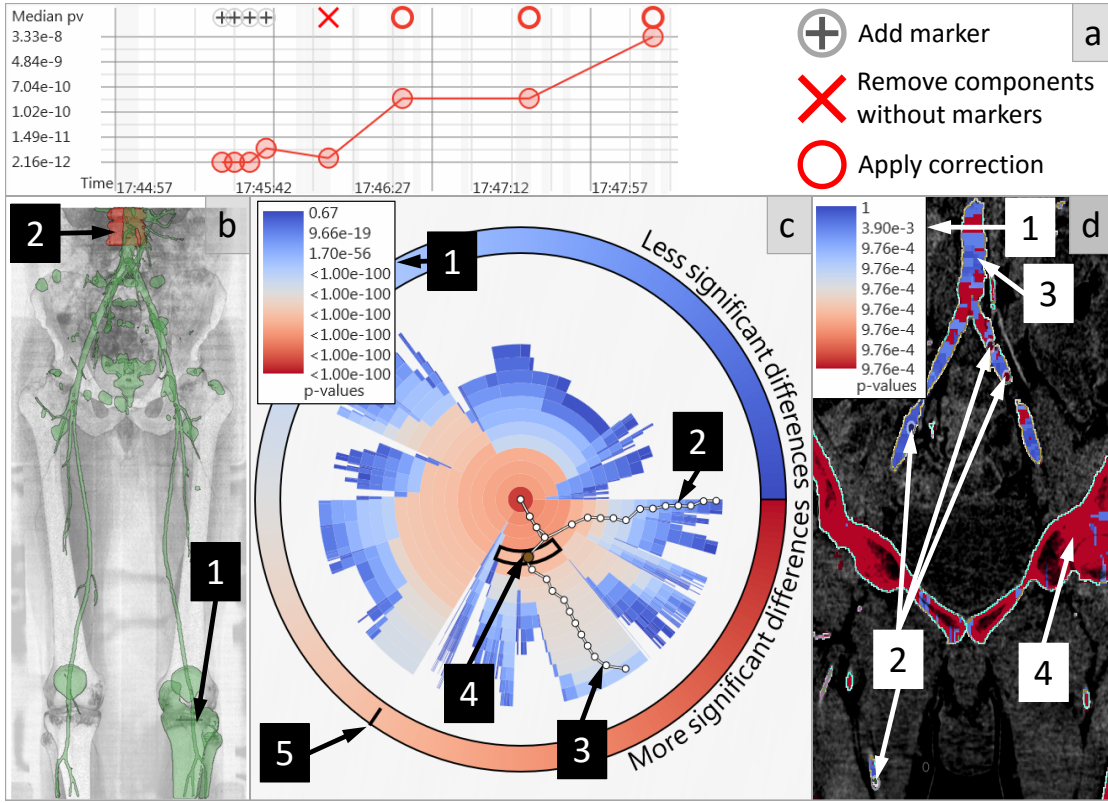 Median pv
3.33e-8
4.84e-9
7.04e-10
1.02e-10
1.49e-11
2.16e-12
Time
17:44:57
17:45:42
17:46:27
17:47:12
17:47:57
Add marker
Remove components
without markers
Apply correction
a
b
2
1
c
0.67
9.66e-19
1.70e-56
<1.00e-100
<1.00e-100
<1.00e-100
<1.00e-100
<1.00e-100
<1.00e-100
<1.00e-100
p-values
Less significant differences
More significant differences
1
2
3
4
5
d
1
3.90e-3
9.76e-4
9.76e-4
9.76e-4
9.76e-4
9.76e-4
9.76e-4
9.76e-4
p-values
1
3
2
4